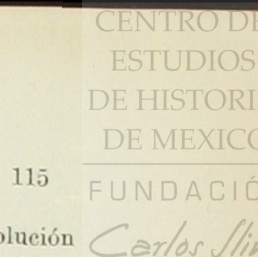 CENTRO DE
ESTUDIOS
DE HISTORI
DE MEXICO
115
FUNDACIÓ
olución
Carlos Slim